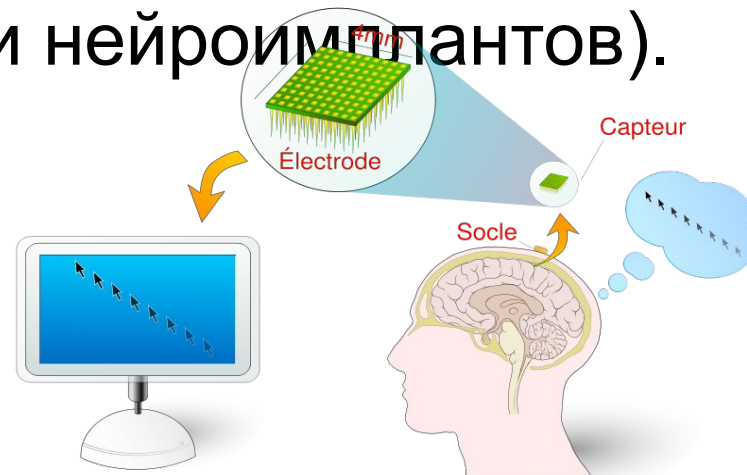 и нейроимплантов).
4mm
Électrode
Capteur
Socle